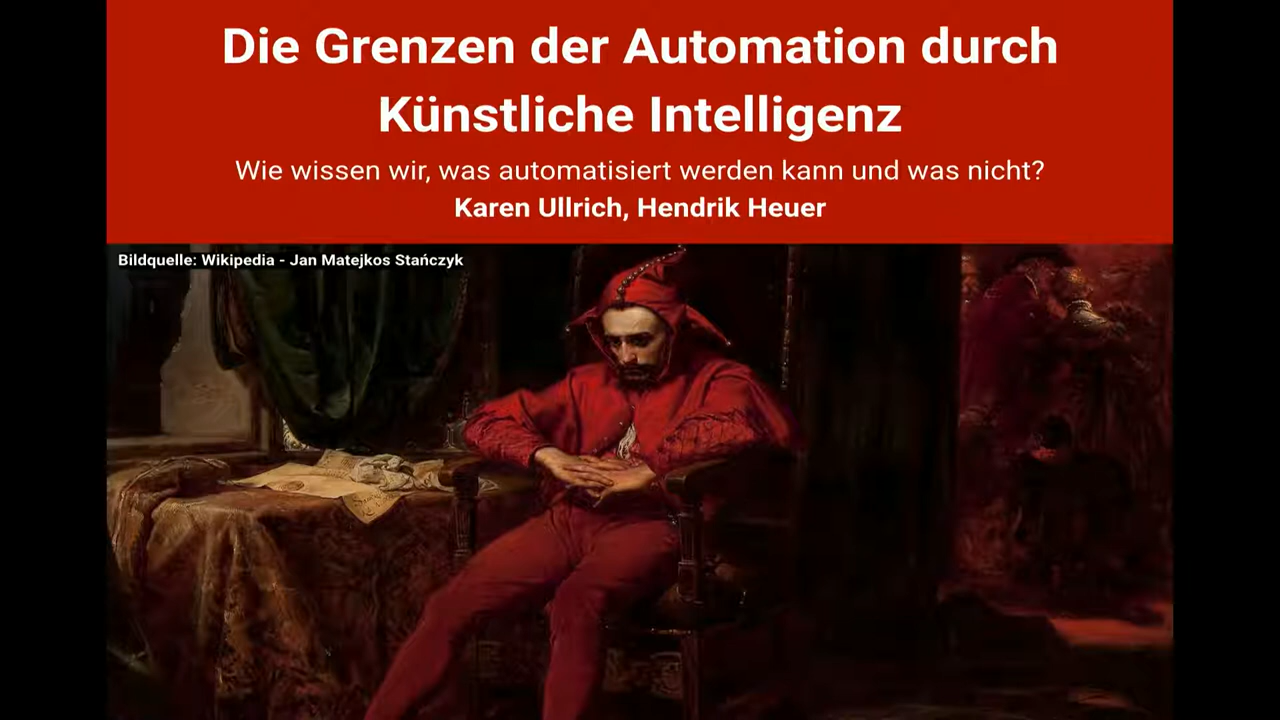 Die Grenzen der Automation durch
Künstliche Intelligenz
Wie wissen wir, was automatisiert werden kann und was nicht?
Karen Ullrich, Hendrik Heuer
Bildquelle: Wikipedia - Jan Matejkos Stańczyk